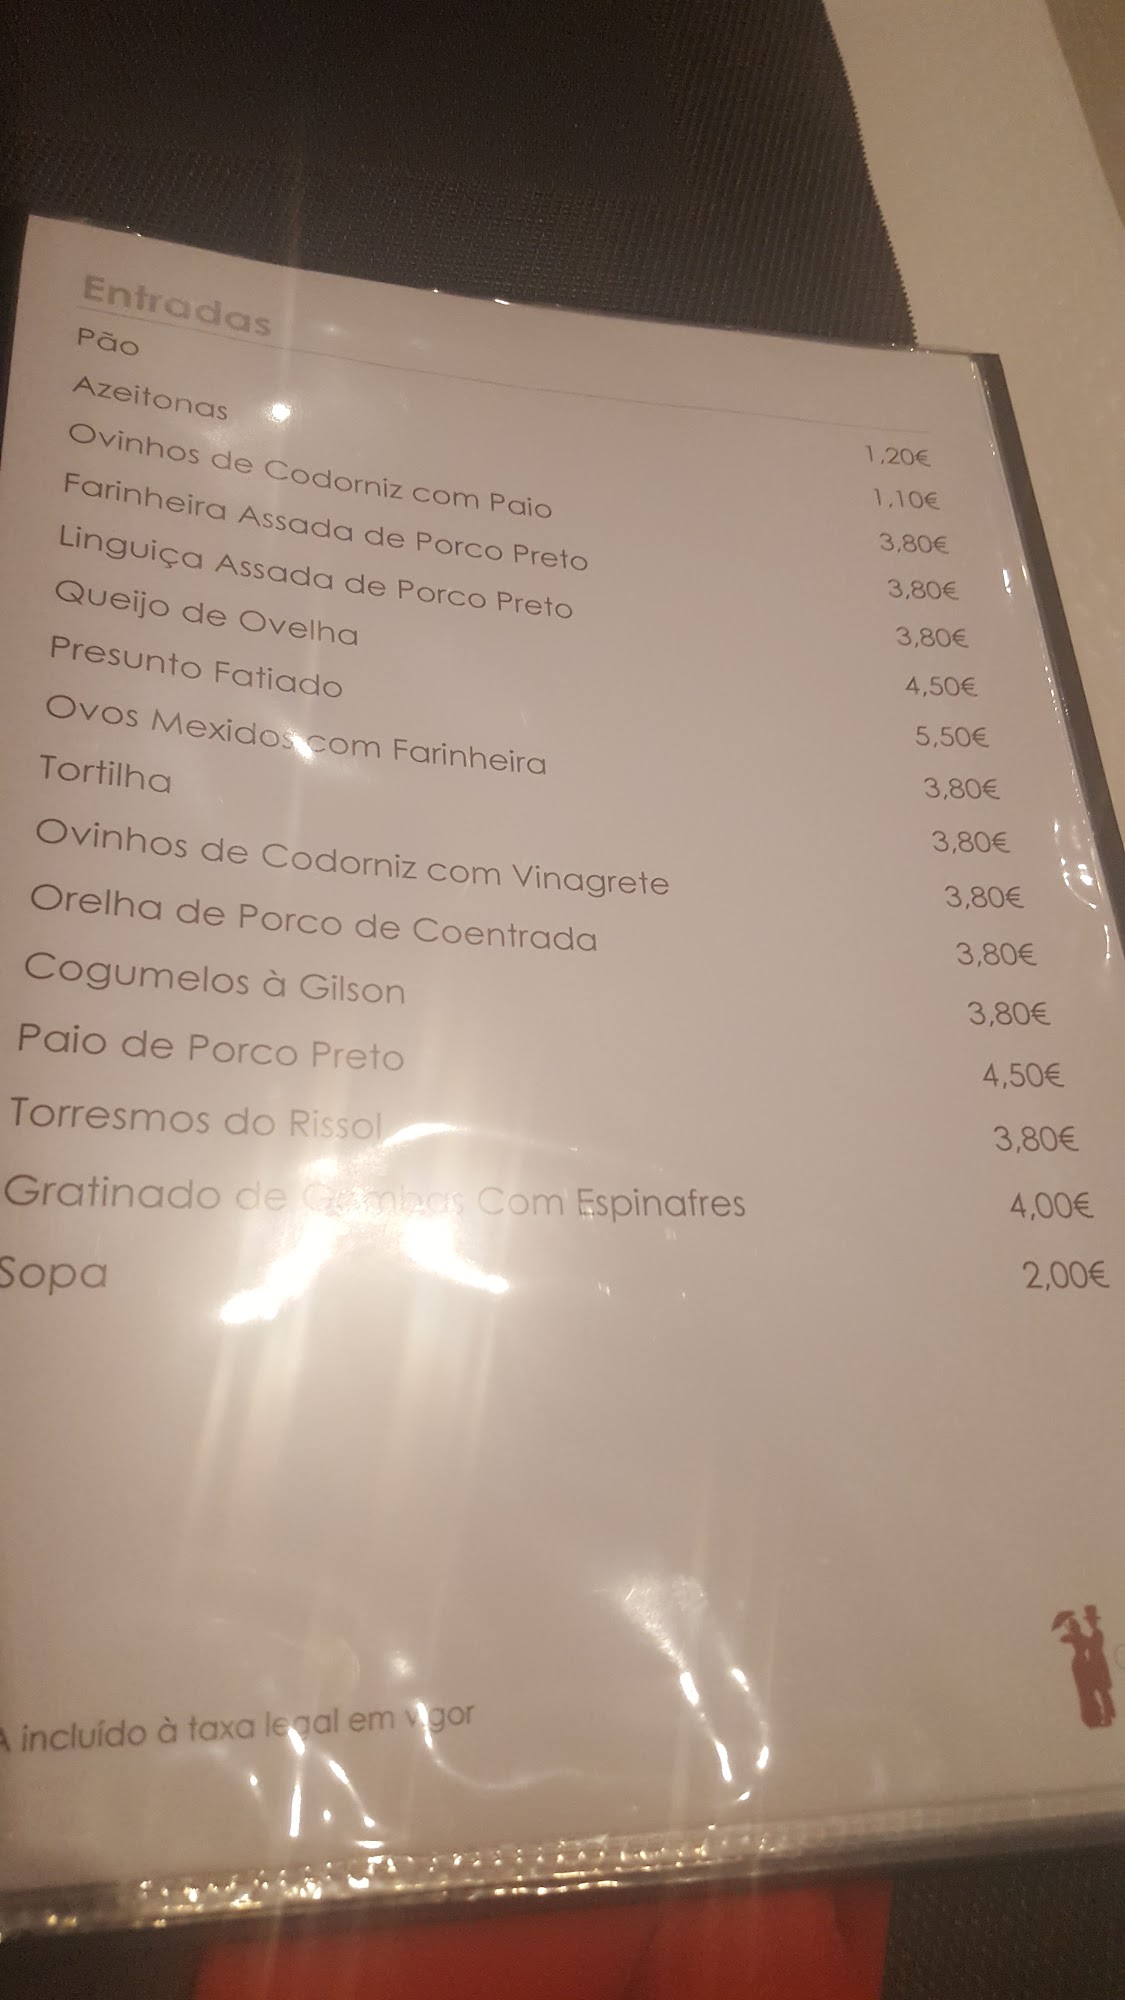 Entradas
Pão 1,20€
Azeitonas 1,10€
Ovinhos de Codorniz com Paio 3,80€
Farinheira Assada de Porco Preto 3,80€
Linguiça Assada de Porco Preto 3,80€
Queijo de Ovelha 4,50€
Presunto Fatiado 5,50€
Ovos Mexidos com Farinheira 3,80€
Tortilha 3,80€
Ovinhos de Codorniz com Vinagrete 3,80€
Orelha de Porco de Coentrada 3,80€
Cogumelos à Gilson 3,80€
Paio de Porco Preto 4,50€
Torresmos do Rissol 3,80€
Gratinado de Gambas Com Espinafres 4,00€
Sopa 2,00€
A incluído à taxa legal em vigor